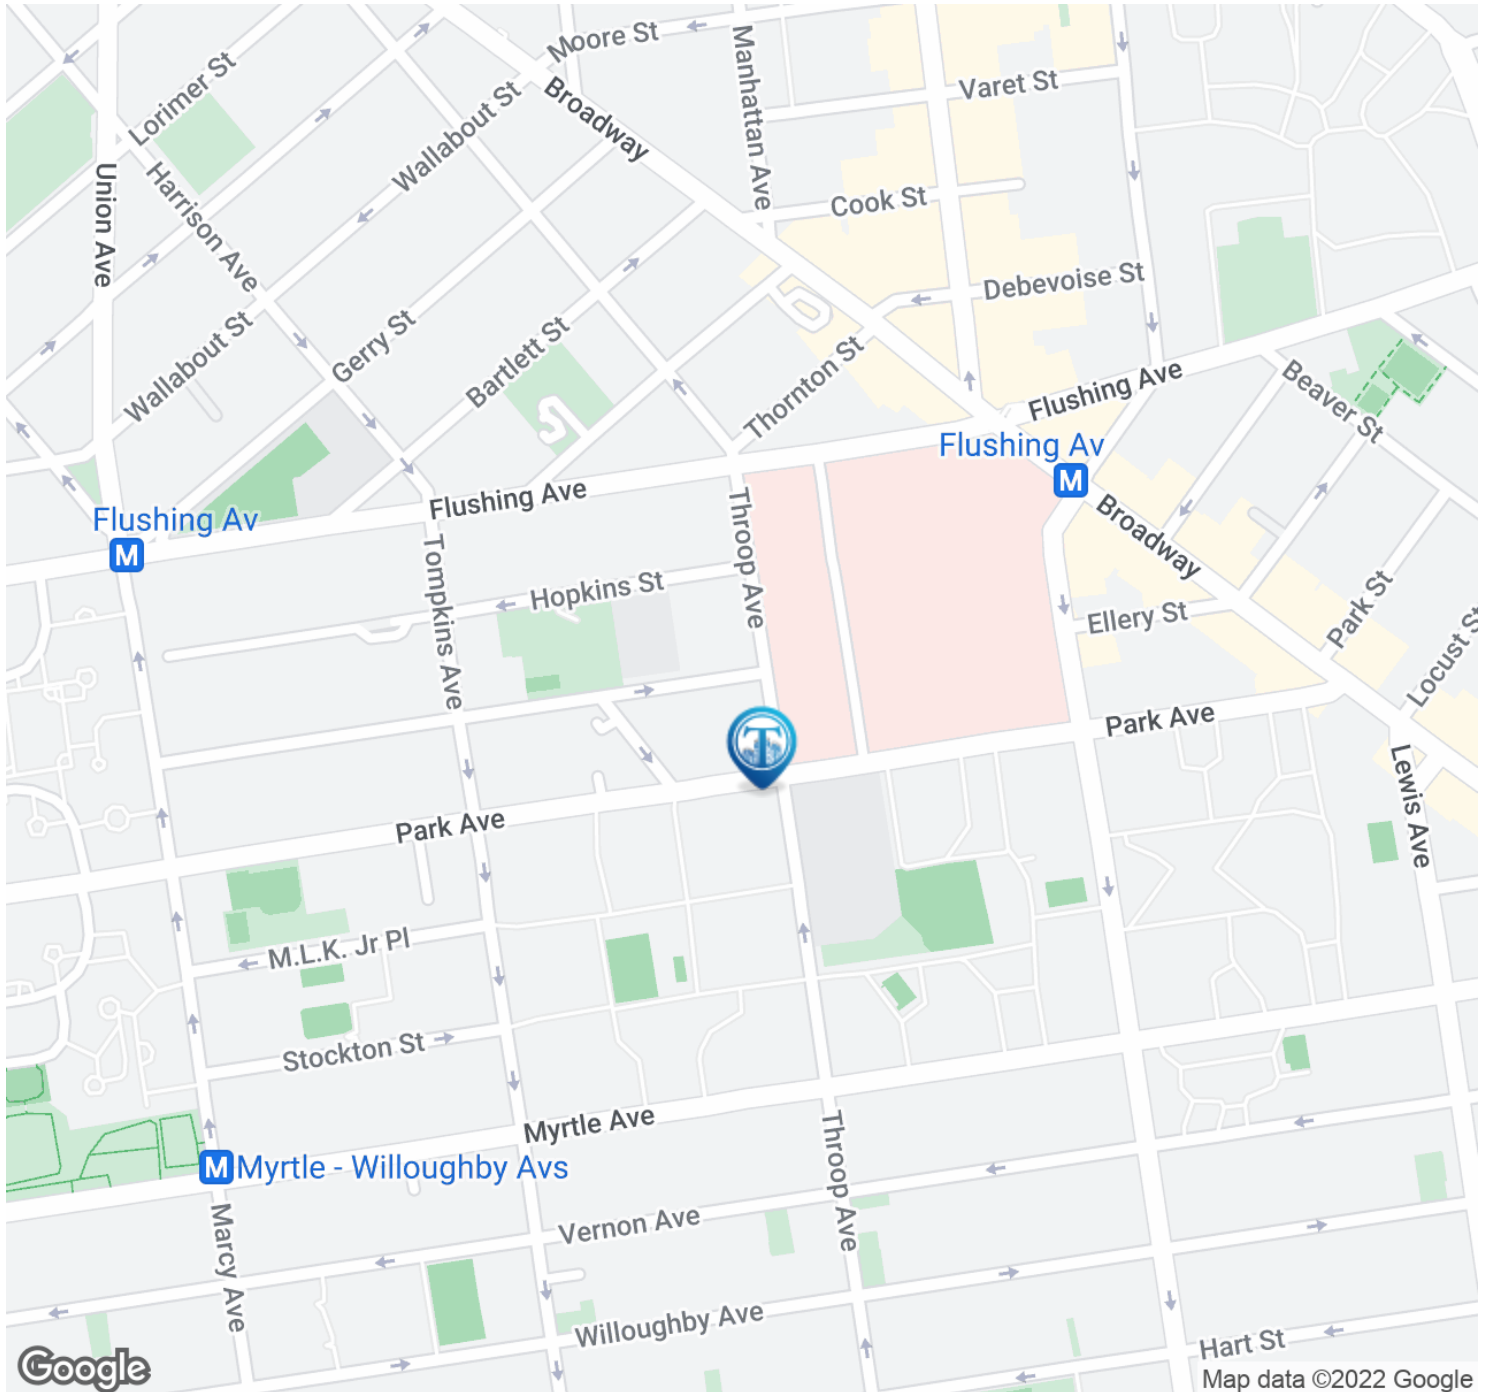 Moore St
Manhattan Ave
Lorimer St
Varet St
Broadway
Wallabout St
Union Ave
Harrison Ave
Cook St
Debevoise St
Wallabout St
Gerry St
Bartlett St
Thornton St
Flushing Ave
Beaver St
Flushing Av
M
Flushing Ave
Throop Ave
Broadway
Flushing Av
M
Tompkins Ave
Hopkins St
Ellery St
Park St
Locust St
T
Park Ave
Lewis Ave
Park Ave
M.L.K. Jr Pl
Stockton St
Myrtle Ave
Throop Ave
M
Myrtle - Willoughby Avs
Marcy Ave
Vernon Ave
Willoughby Ave
Hart St
Google
Map data ©2022 Google